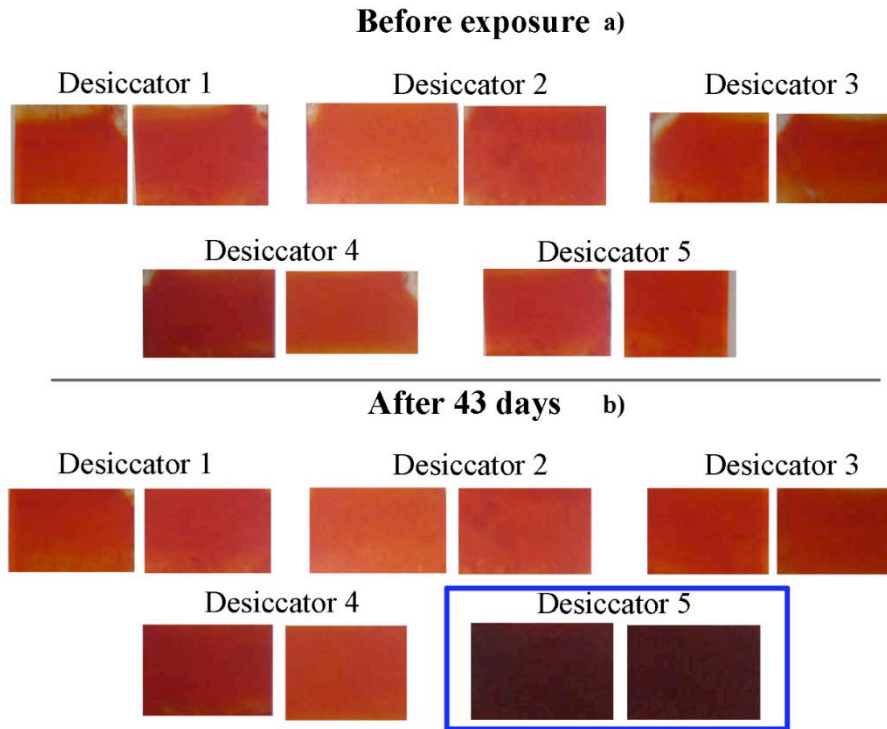 Before exposure a)
Desiccator 1 Desiccator 2 Desiccator 3
Desiccator 4 Desiccator 5
After 43 days b)
Desiccator 1 Desiccator 2 Desiccator 3
Desiccator 4 Desiccator 5